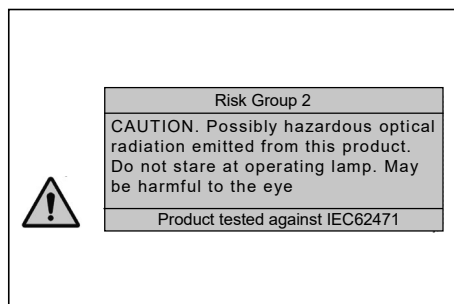 Risk Group 2
CAUTION. Possibly hazardous optical
radiation emitted from this product.
Do not stare at operating lamp. May
be harmful to the eye
Product tested against IEC62471